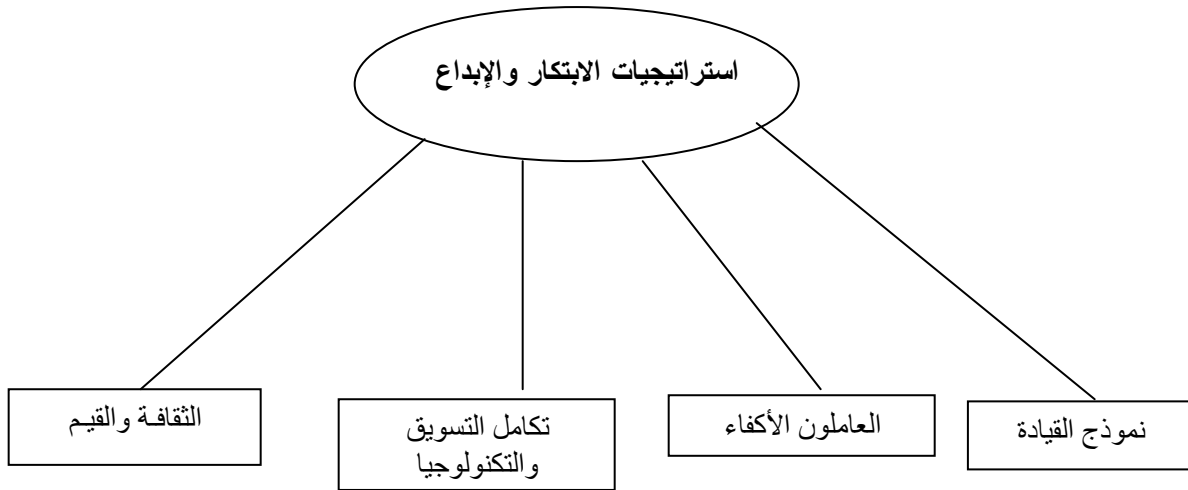 استراتيجيات الابتكار والإبداع
نموذج القيادة
العاملون الأكفاء
تكامل التسويق
والتكنولوجيا
الثقافة والقيم